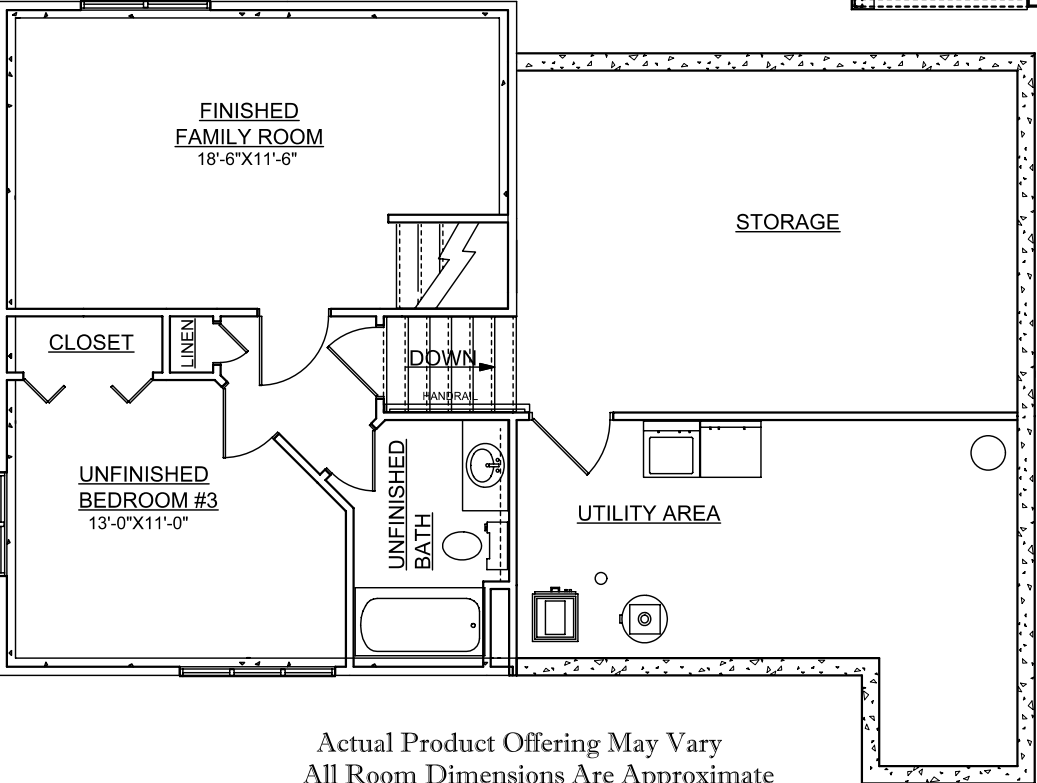 FINISHED
FAMILY ROOM
18'-6"X11'-6"
STORAGE
CLOSET
LINEN
DOWN
HANDRAIL
UNFINISHED
BEDROOM #3
13'-0"X11'-0"
UNFINISHED
BATH
UTILITY AREA
Actual Product Offering May Vary
All Room Dimensions Are Approximate